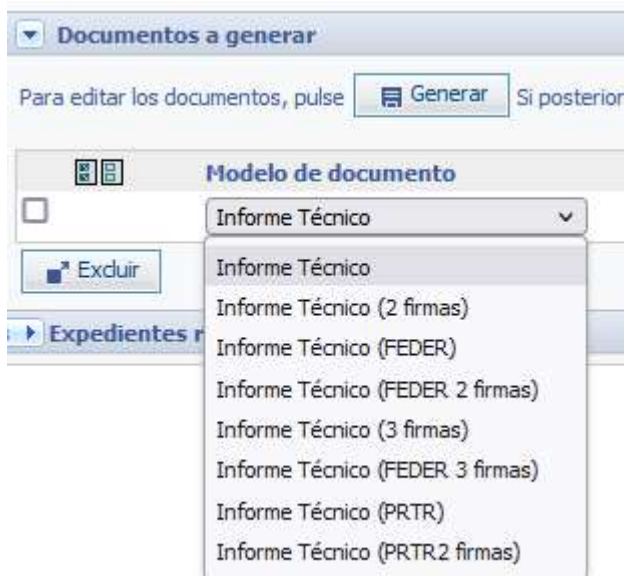 Documentos a generar
Para editar los documentos, pulse Generar Si posterior
Modelo de documento
Informe Técnico
Excluir
Informe Técnico
Informe Técnico (2 firmas)
Expedientes r
Informe Técnico (FEDER)
Informe Técnico (FEDER 2 firmas)
Informe Técnico (3 firmas)
Informe Técnico (FEDER 3 firmas)
Informe Técnico (PRTR)
Informe Técnico (PRTR2 firmas)